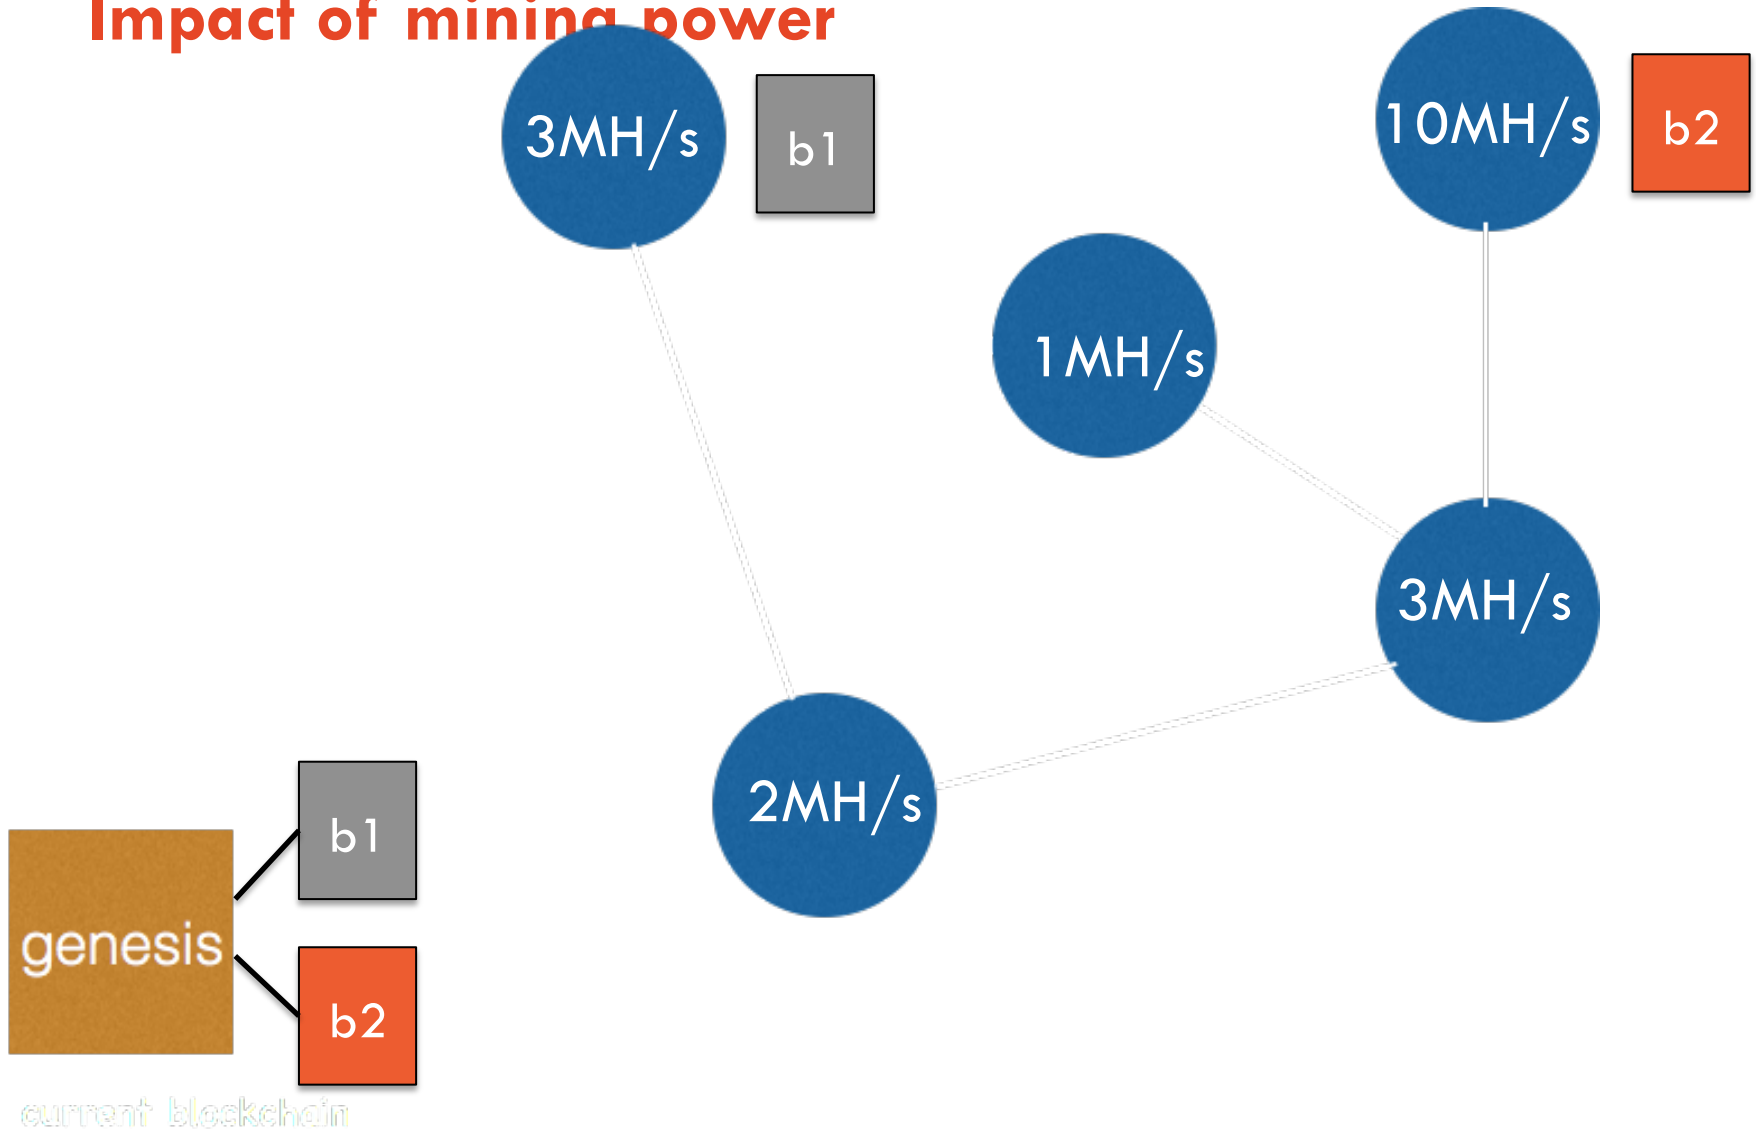 Impact of mining power
3MH/s
b1
10MH/s
b2
1MH/s
3MH/s
2MH/s
b1
genesis
b2
current blockchain